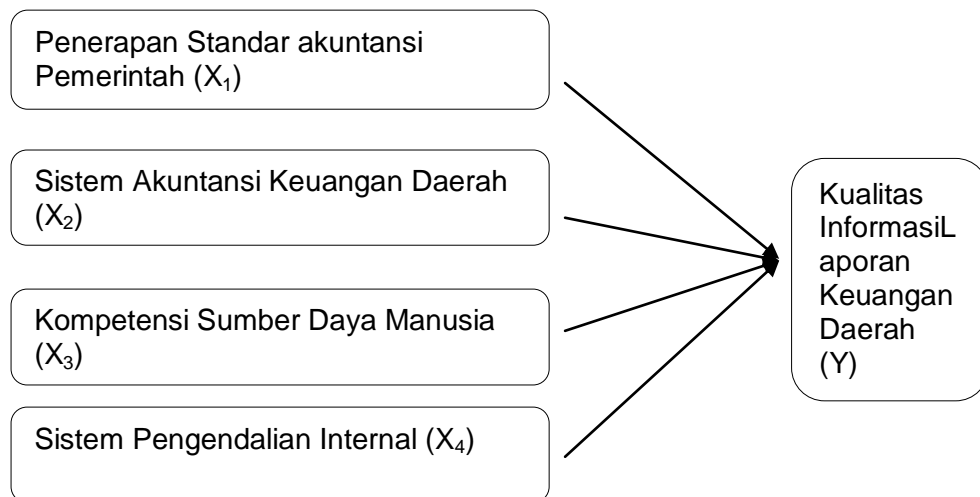 Penerapan Standar akuntansi
Pemerintah (X₁)
Sistem Akuntansi Keuangan Daerah
(X₂)
Kompetensi Sumber Daya Manusia
(X₃)
Sistem Pengendalian Internal (X₄)
Kualitas
InformasiL
aporan
Keuangan
Daerah
(Y)